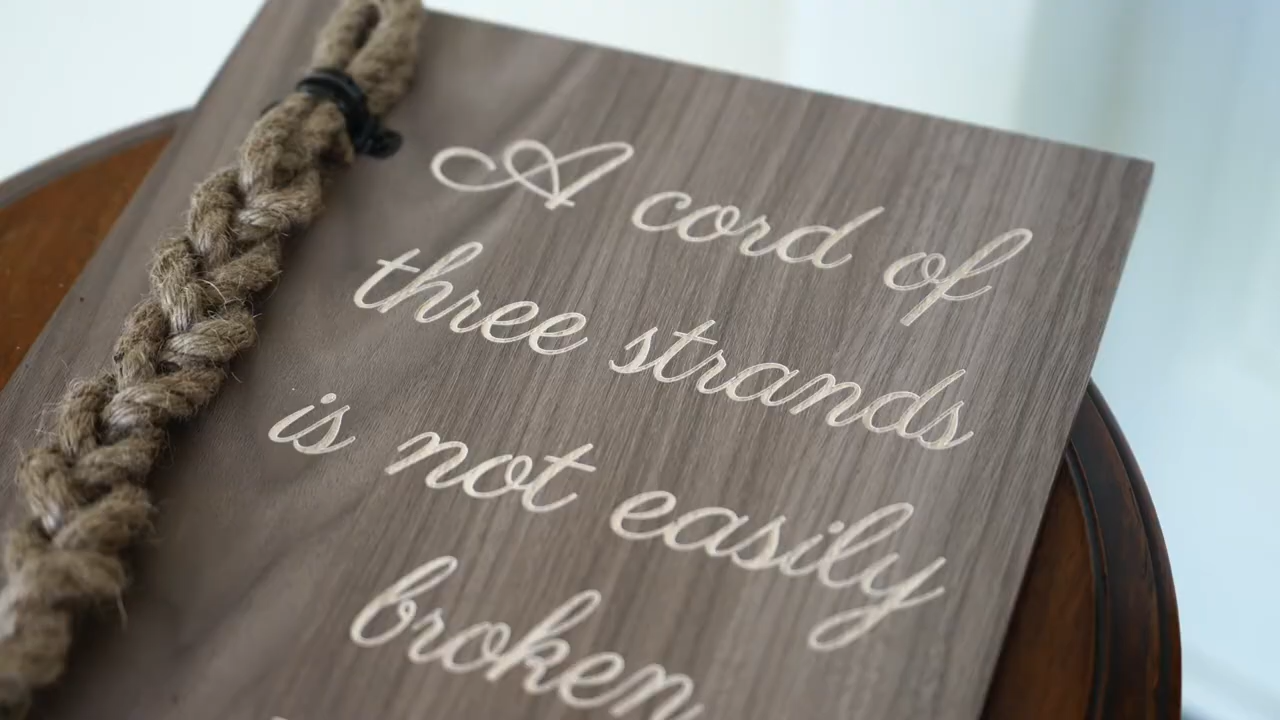 A cord of
three strands
is not easily
broken